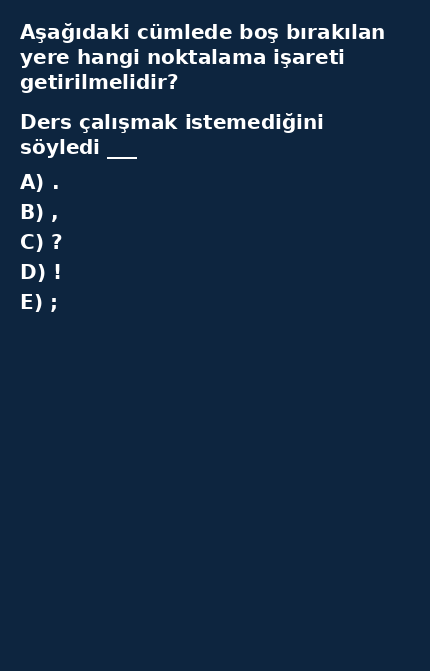 Aşağıdaki cümlede boş bırakılan
yere hangi noktalama işareti
getirilmelidir?
Ders çalışmak istemediğini
söyledi ___
A) .
B) ,
C) ?
D) !
E) ;